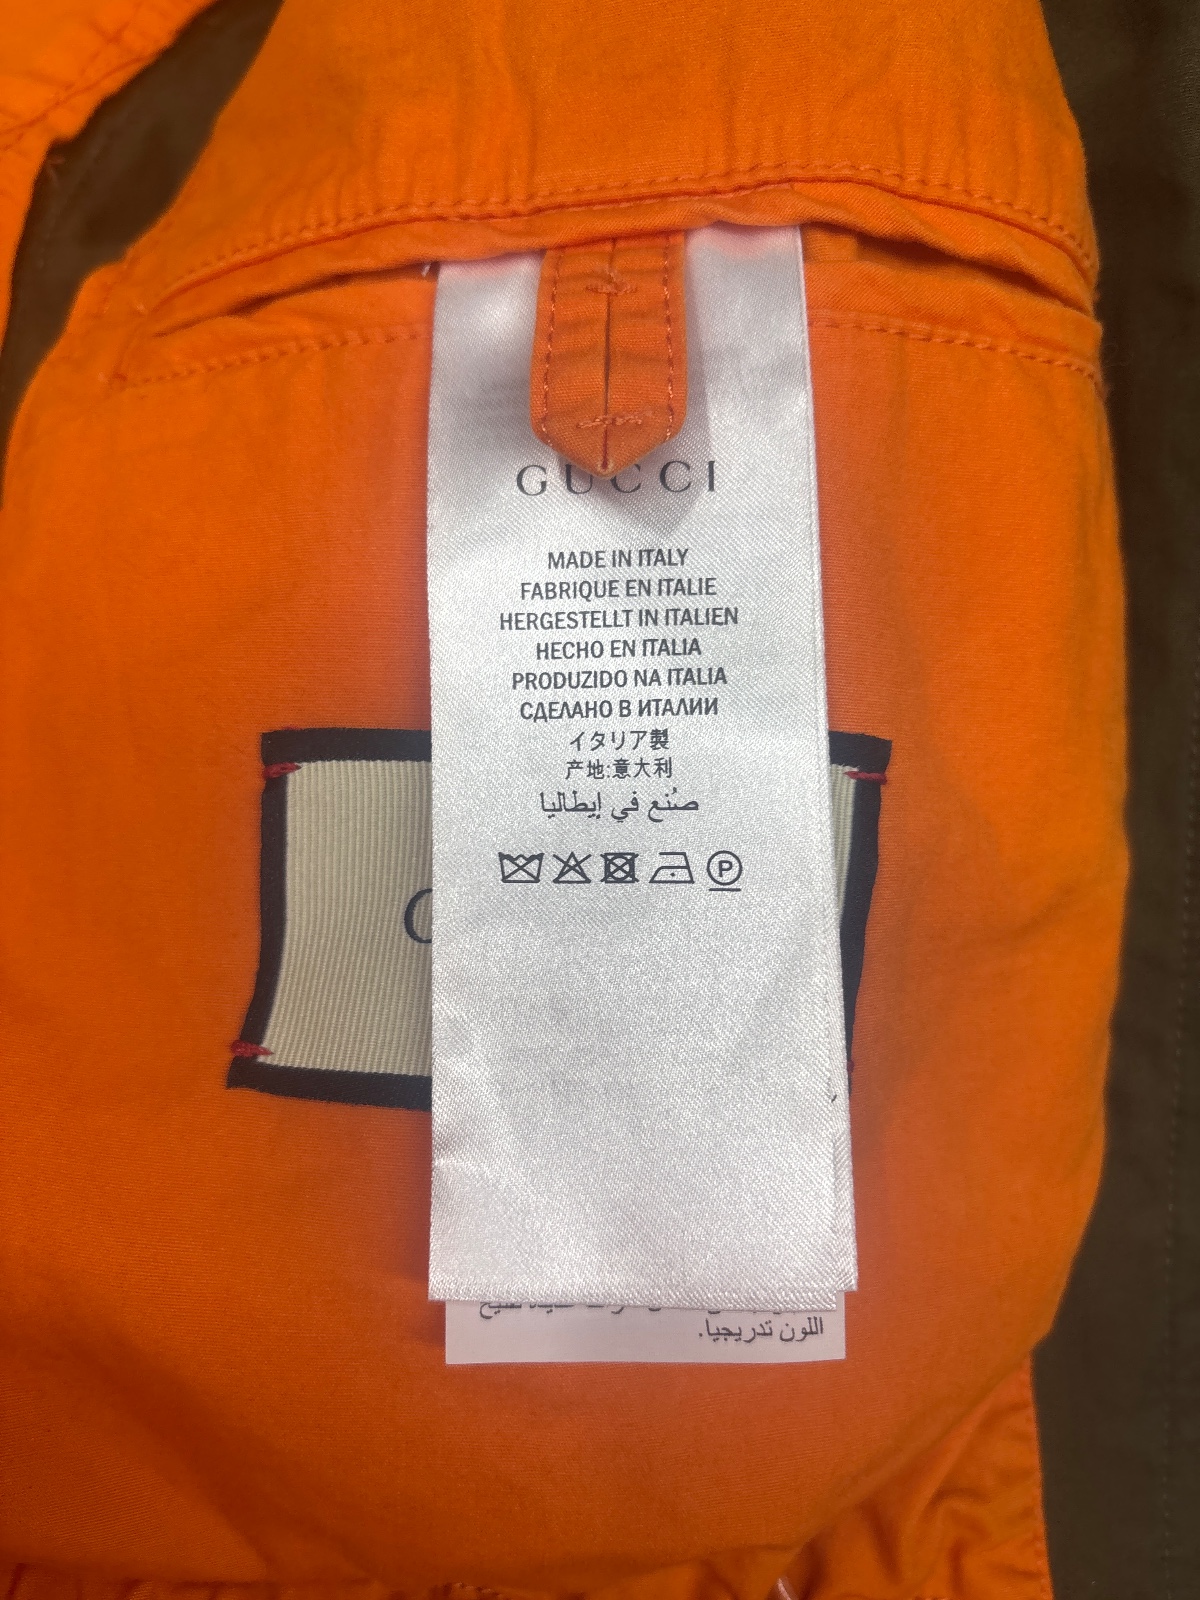 GUCCI
MADE IN ITALY
FABRIQUE EN ITALIE
HERGESTELLT IN ITALIEN
HECHO EN ITALIA
PRODUZIDO NA ITALIA
СДЕЛАНО В ИТАЛИИ
イタリア製
产地:意大利
صُنع في إيطاليا
P
اللون تدريجيا.